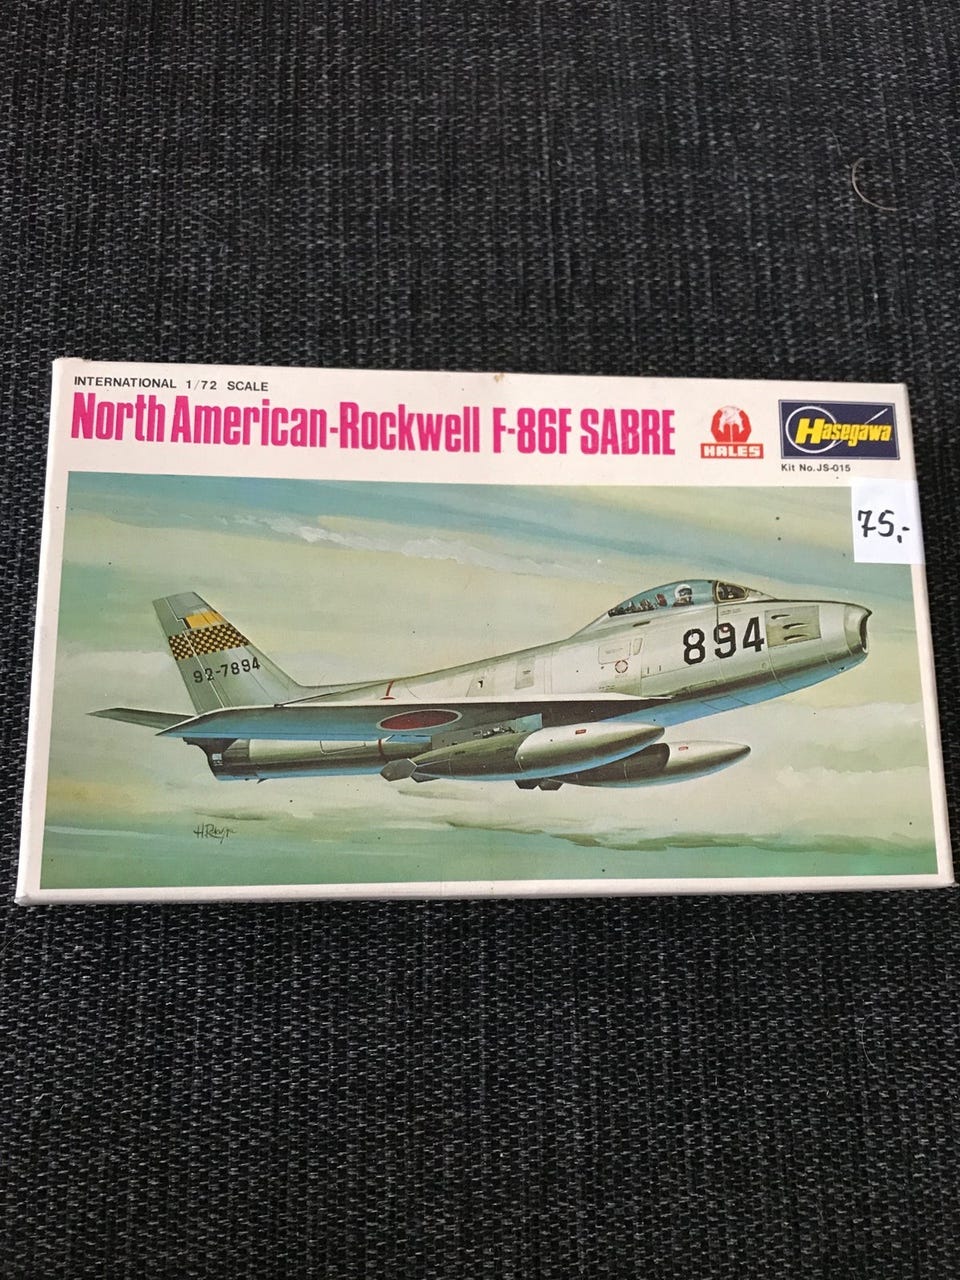 INTERNATIONAL 1/72 SCALE
North American-Rockwell F-86F SABRE
HALES
Hasegawa
Kit No. JS-015
75,-
894
92-7894